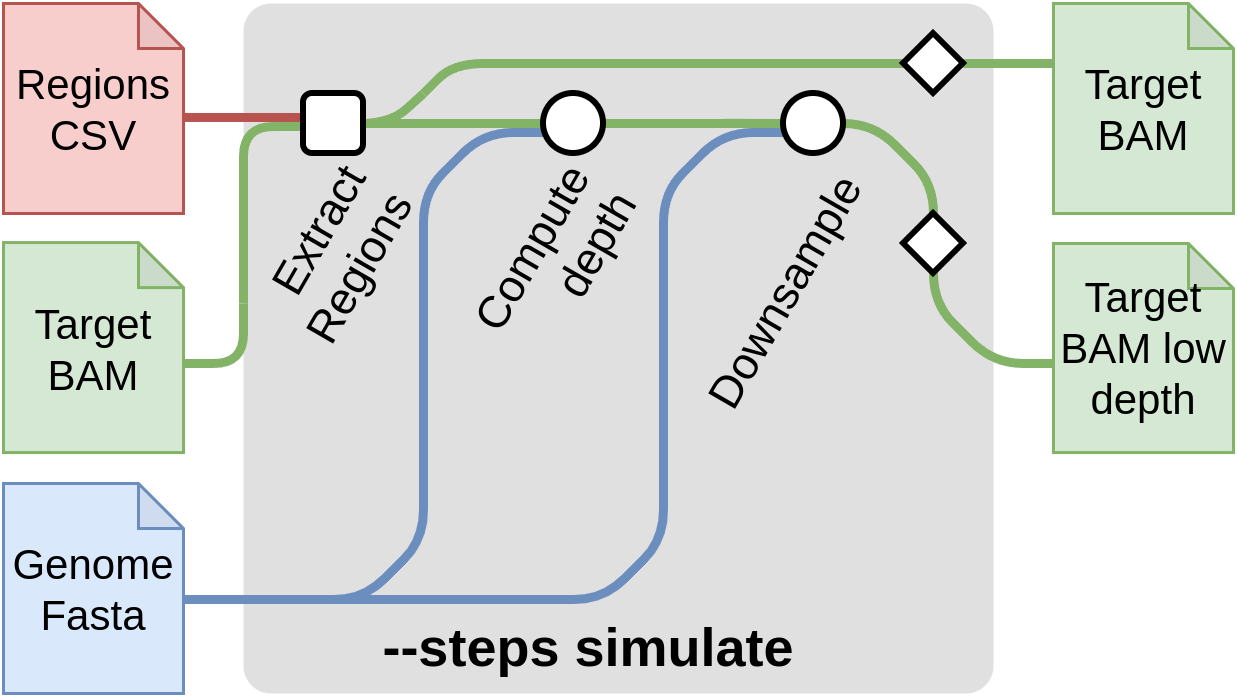 Regions
CSV
Target
BAM
Genome
Fasta
Extract
Regions
Compute
depth
Downsample
--steps simulate
Target
BAM
Target
BAM low
depth